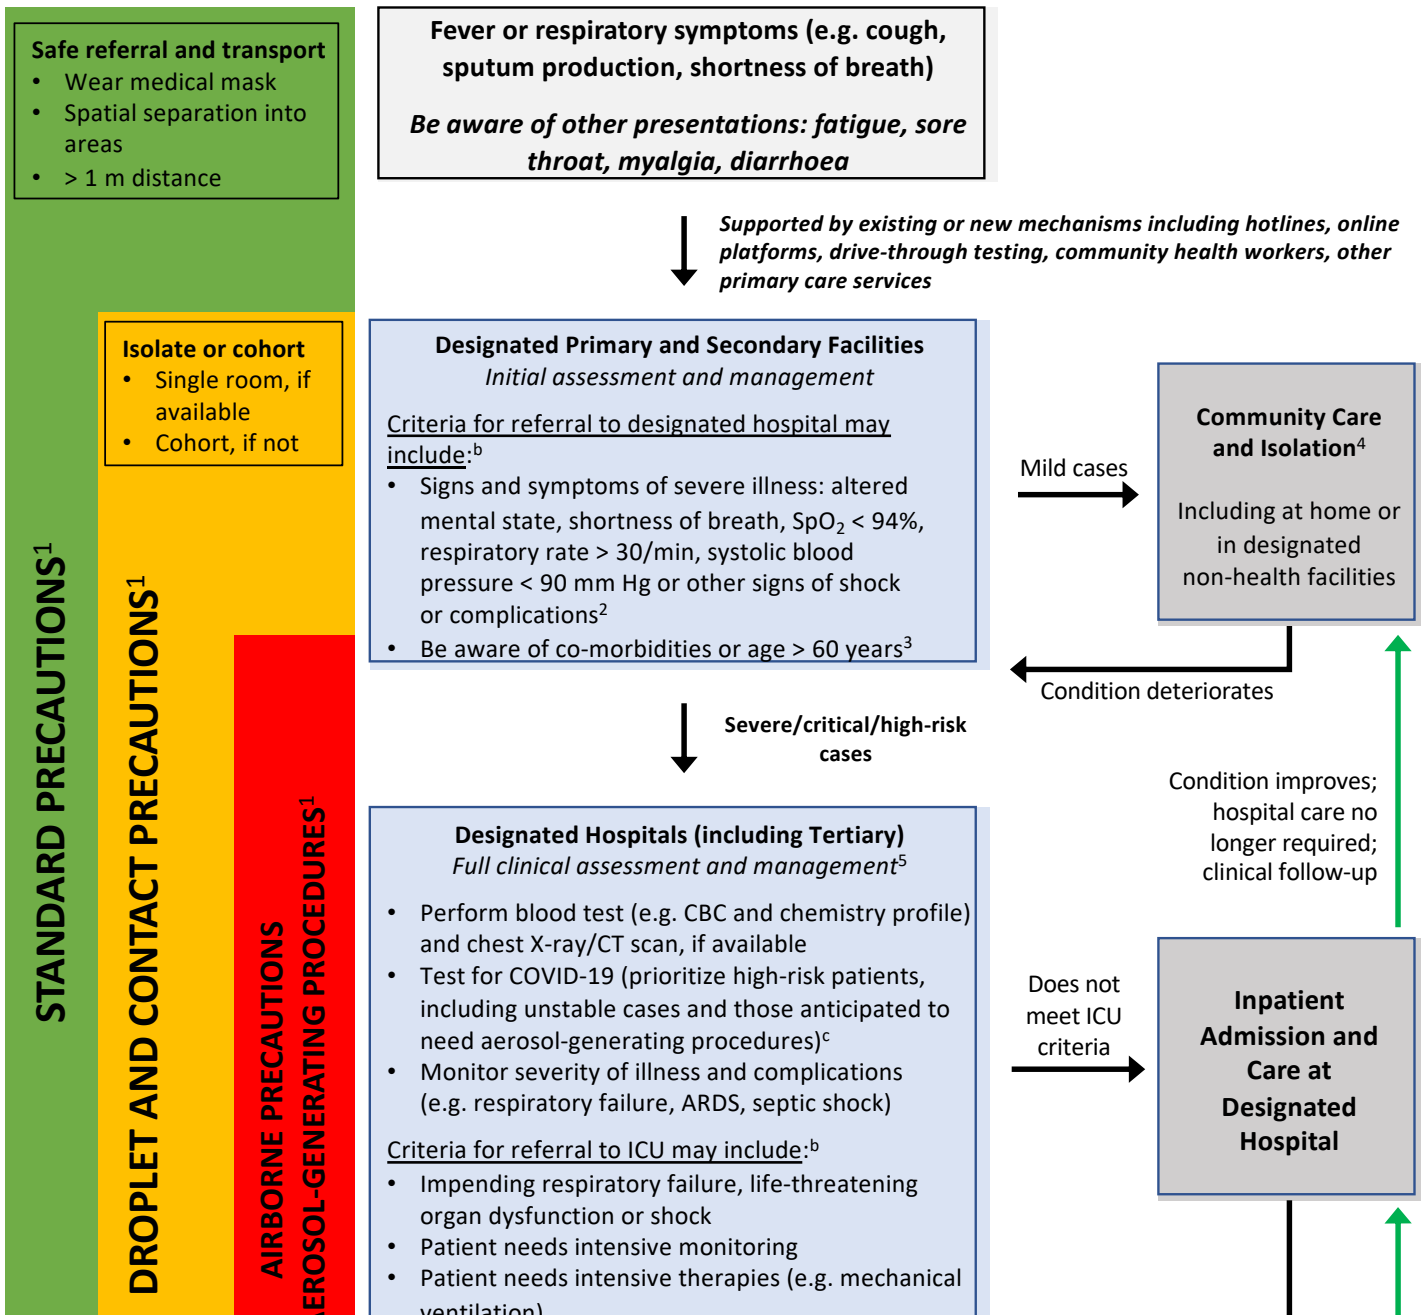 Safe referral and transport
• Wear medical mask
• Spatial separation into
areas
• > 1 m distance
Fever or respiratory symptoms (e.g. cough,
sputum production, shortness of breath)
Be aware of other presentations: fatigue, sore
throat, myalgia, diarrhoea
Supported by existing or new mechanisms including hotlines, online
platforms, drive-through testing, community health workers, other
primary care services
Isolate or cohort
• Single room, if
available
• Cohort, if not
Designated Primary and Secondary Facilities
Initial assessment and management
Criteria for referral to designated hospital may
include:ᵇ
• Signs and symptoms of severe illness: altered
mental state, shortness of breath, SpO₂ < 94%,
respiratory rate > 30/min, systolic blood
pressure < 90 mm Hg or other signs of shock
or complications²
• Be aware of co-morbidities or age > 60 years³
Mild cases
Community Care
and Isolation⁴
Including at home or
in designated
non-health facilities
Condition deteriorates
Severe/critical/high-risk
cases
Condition improves;
hospital care no
longer required;
clinical follow-up
STANDARD PRECAUTIONS¹
DROPLET AND CONTACT PRECAUTIONS¹
AIRBORNE PRECAUTIONS
AEROSOL-GENERATING PROCEDURES¹
Designated Hospitals (including Tertiary)
Full clinical assessment and management⁵
• Perform blood test (e.g. CBC and chemistry profile)
and chest X-ray/CT scan, if available
• Test for COVID-19 (prioritize high-risk patients,
including unstable cases and those anticipated to
need aerosol-generating procedures)ᶜ
• Monitor severity of illness and complications
(e.g. respiratory failure, ARDS, septic shock)
Criteria for referral to ICU may include:ᵇ
• Impending respiratory failure, life-threatening
organ dysfunction or shock
• Patient needs intensive monitoring
• Patient needs intensive therapies (e.g. mechanical
ventilation)
Does not
meet ICU
criteria
Inpatient
Admission and
Care at
Designated
Hospital